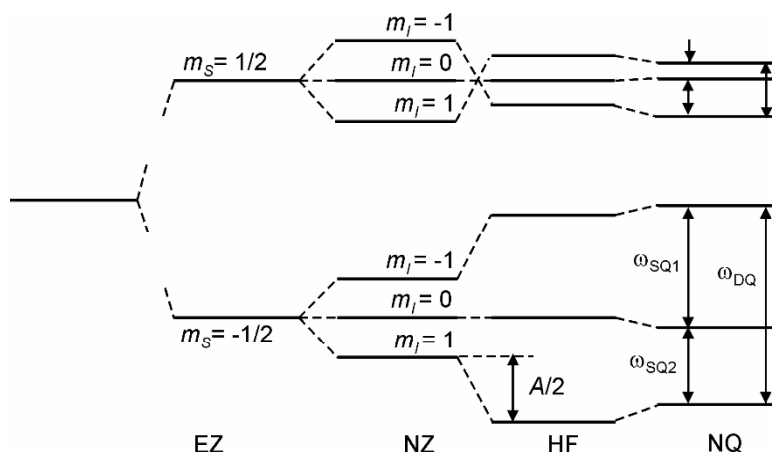 m_I = -1
m_S = 1/2
m_I = 0
m_I = 1
m_I = -1
ω_SQ1
ω_DQ
m_I = 0
m_S = -1/2
m_I = 1
A/2
ω_SQ2
EZ NZ HF NQ